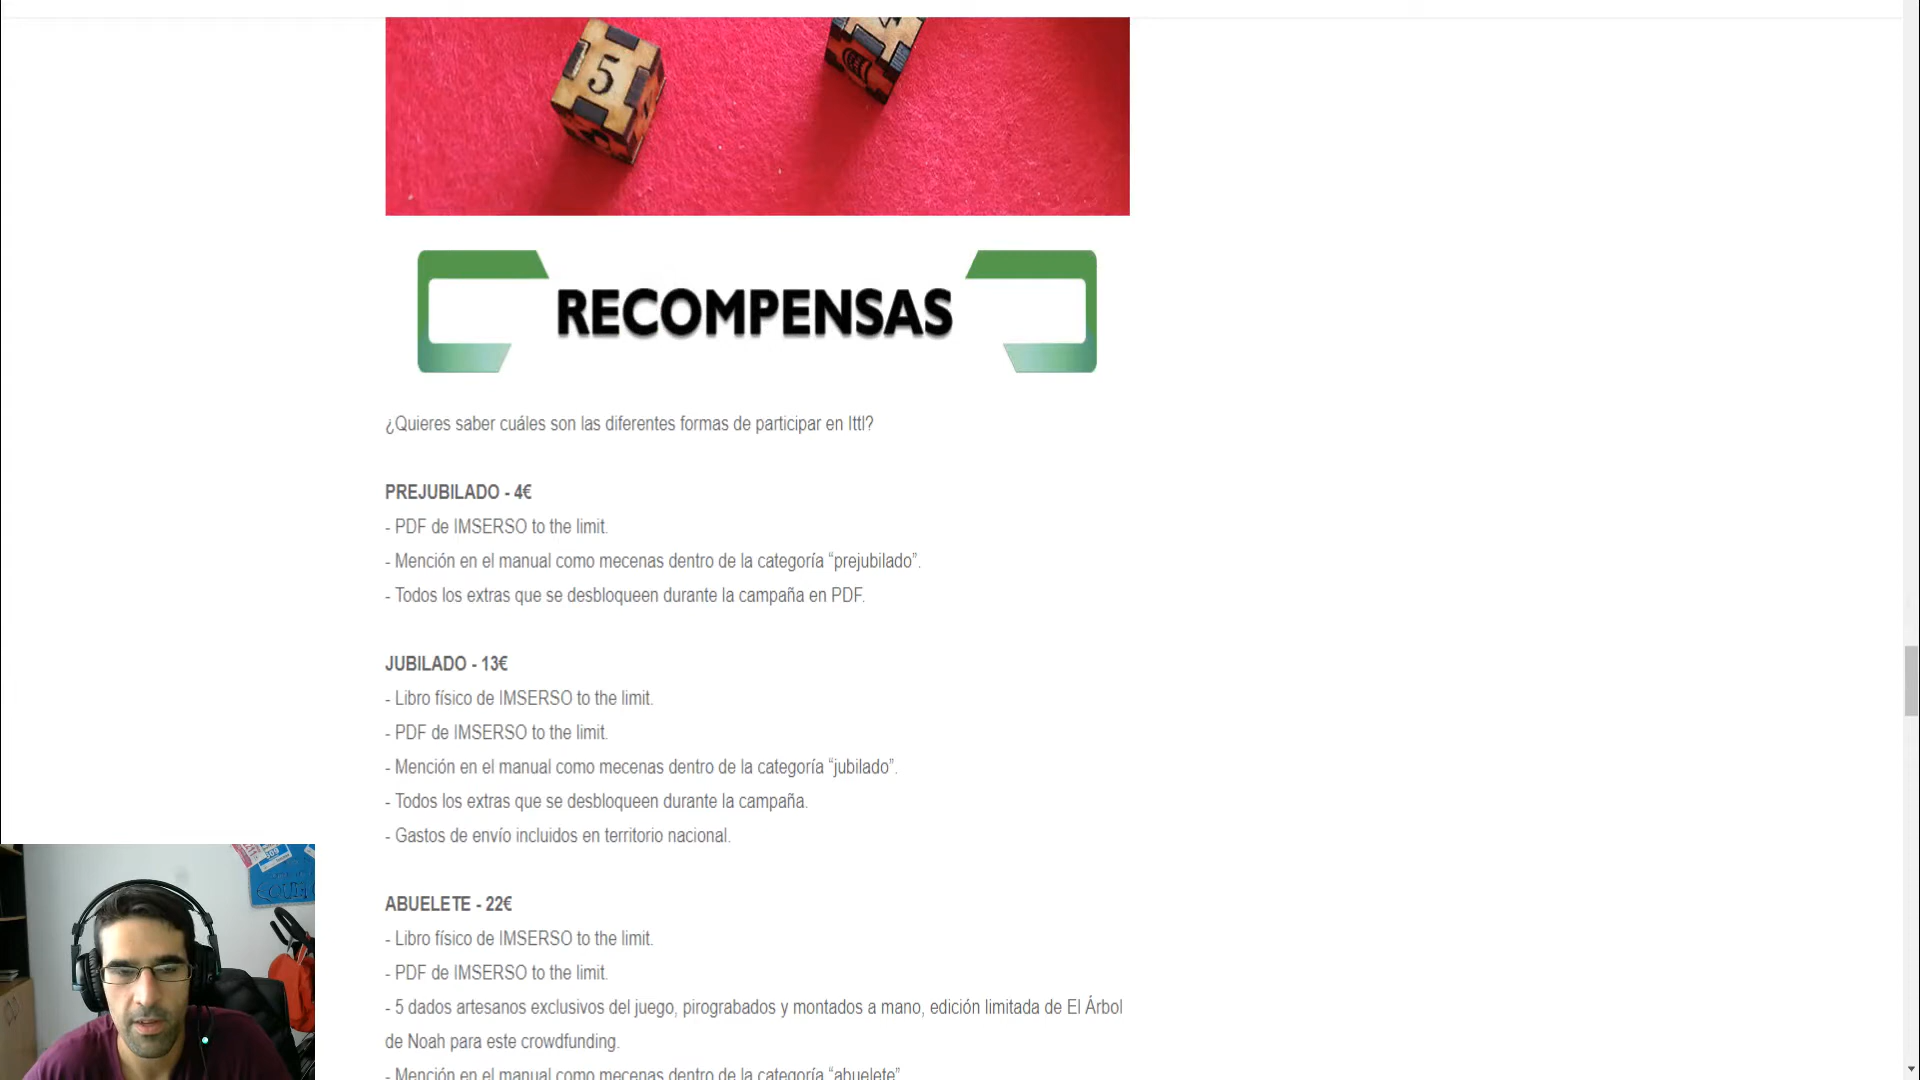 5
RECOMPENSAS
¿Quieres saber cuáles son las diferentes formas de participar en Ittl?
PREJUBILADO - 4€
- PDF de IMSERSO to the limit.
- Mención en el manual como mecenas dentro de la categoría “prejubilado”.
- Todos los extras que se desbloqueen durante la campaña en PDF.
JUBILADO - 13€
- Libro físico de IMSERSO to the limit.
- PDF de IMSERSO to the limit.
- Mención en el manual como mecenas dentro de la categoría “jubilado”.
- Todos los extras que se desbloqueen durante la campaña.
- Gastos de envío incluidos en territorio nacional.
ABUELETE - 22€
- Libro físico de IMSERSO to the limit.
- PDF de IMSERSO to the limit.
- 5 dados artesanos exclusivos del juego, pirograbados y montados a mano, edición limitada de El Árbol
de Noah para este crowdfunding.
- Mención en el manual como mecenas dentro de la categoría “abuelete”